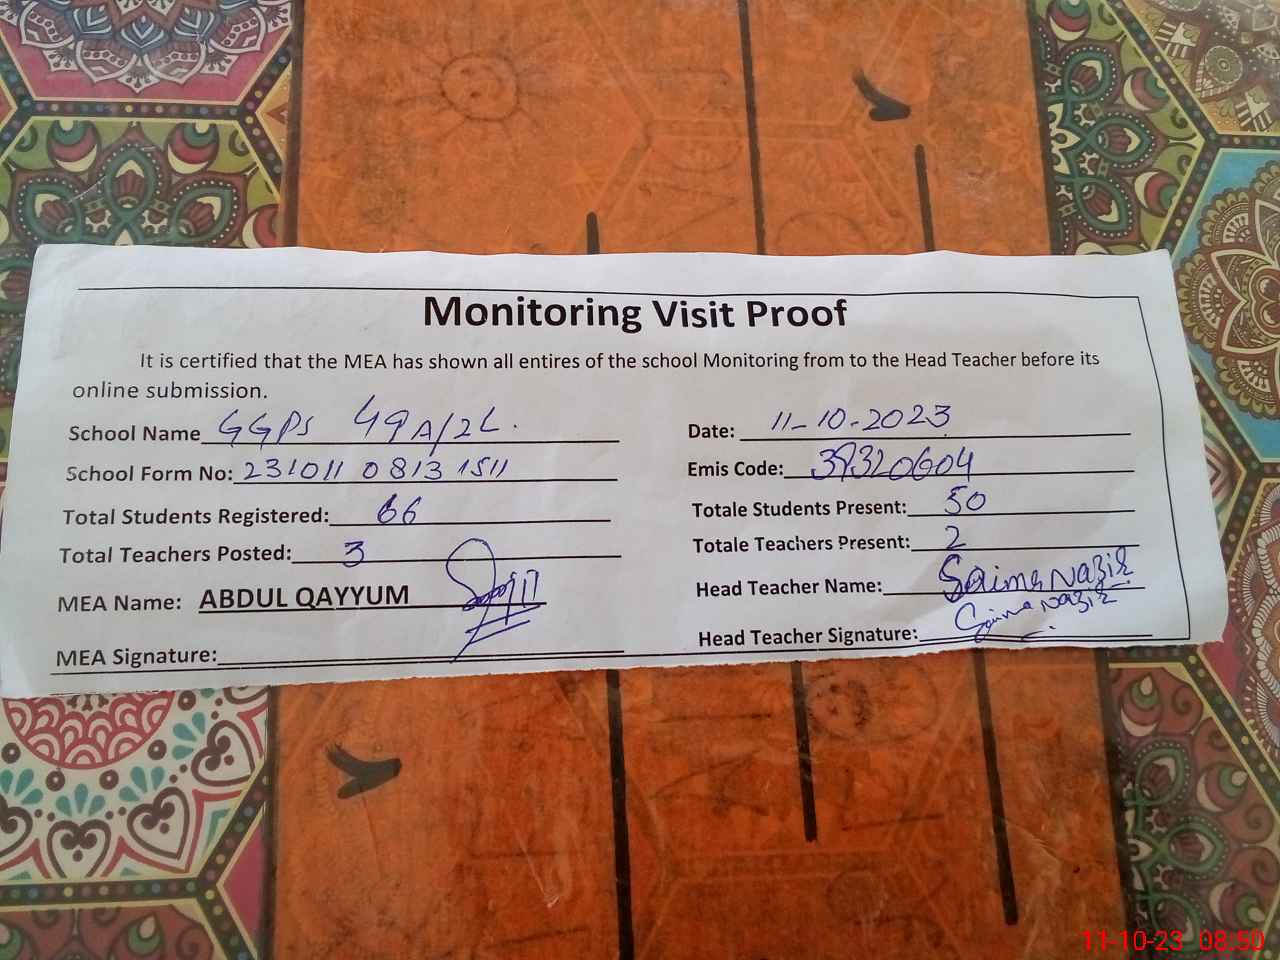 Monitoring Visit Proof
It is certified that the MEA has shown all entires of the school Monitoring from to the Head Teacher before its
online submission.
School Name GGPS 49A/2L.
Date: 11-10-2023
School Form No: 231011 0813 1511
Emis Code: 39320604
Total Students Registered: 66
Totale Students Present: 50
Total Teachers Posted: 3
Totale Teachers Present: 2
MEA Name: ABDUL QAYYUM
Head Teacher Name: Saima Nazir
MEA Signature:
Head Teacher Signature: Saima Nazir
11-10-23 08:50